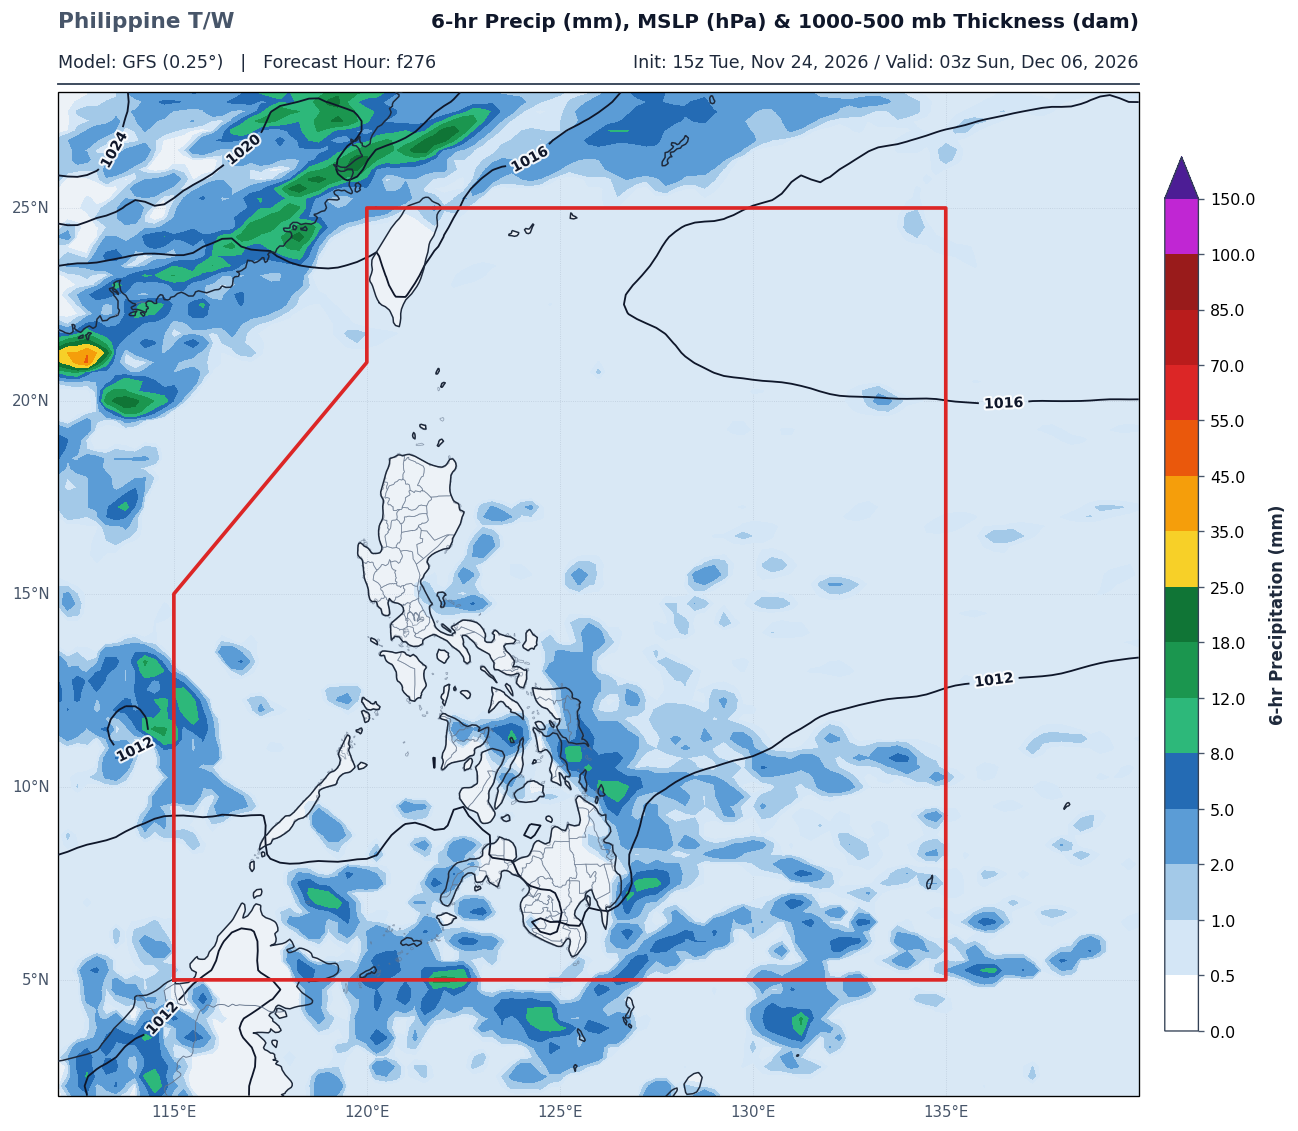 Philippine T/W
6-hr Precip (mm), MSLP (hPa) & 1000-500 mb Thickness (dam)
Model: GFS (0.25°) | Forecast Hour: f276
Init: 15z Tue, Nov 24, 2026 / Valid: 03z Sun, Dec 06, 2026
1024
1020
1016
1016
1012
1012
1012
25°N
20°N
15°N
10°N
5°N
115°E
120°E
125°E
130°E
135°E
150.0
100.0
85.0
70.0
55.0
45.0
35.0
25.0
18.0
12.0
8.0
5.0
2.0
1.0
0.5
0.0
6-hr Precipitation (mm)